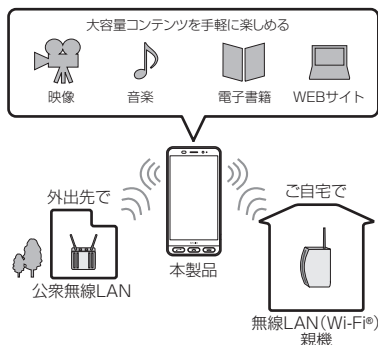 大容量コンテンツを手軽に楽しめる
映像
音楽
電子書籍
WEBサイト
外出先で
ご自宅で
公衆無線LAN
本製品
無線LAN(Wi-Fi®)
親機